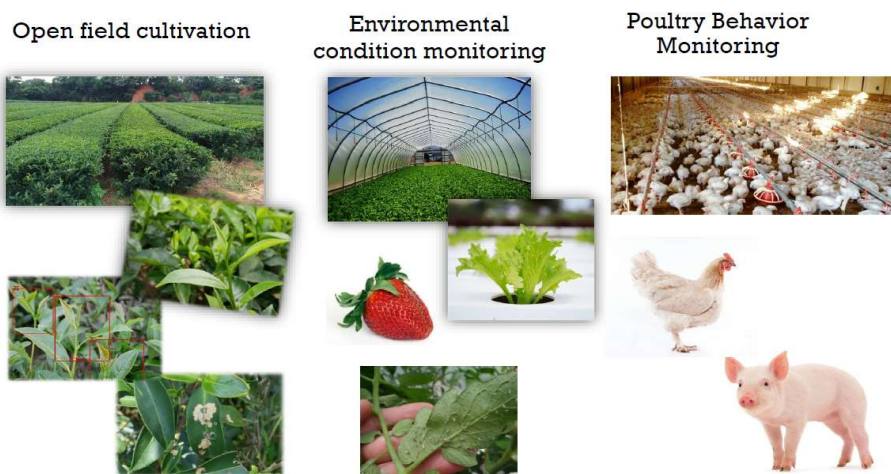 Open field cultivation
Environmental
condition monitoring
Poultry Behavior
Monitoring